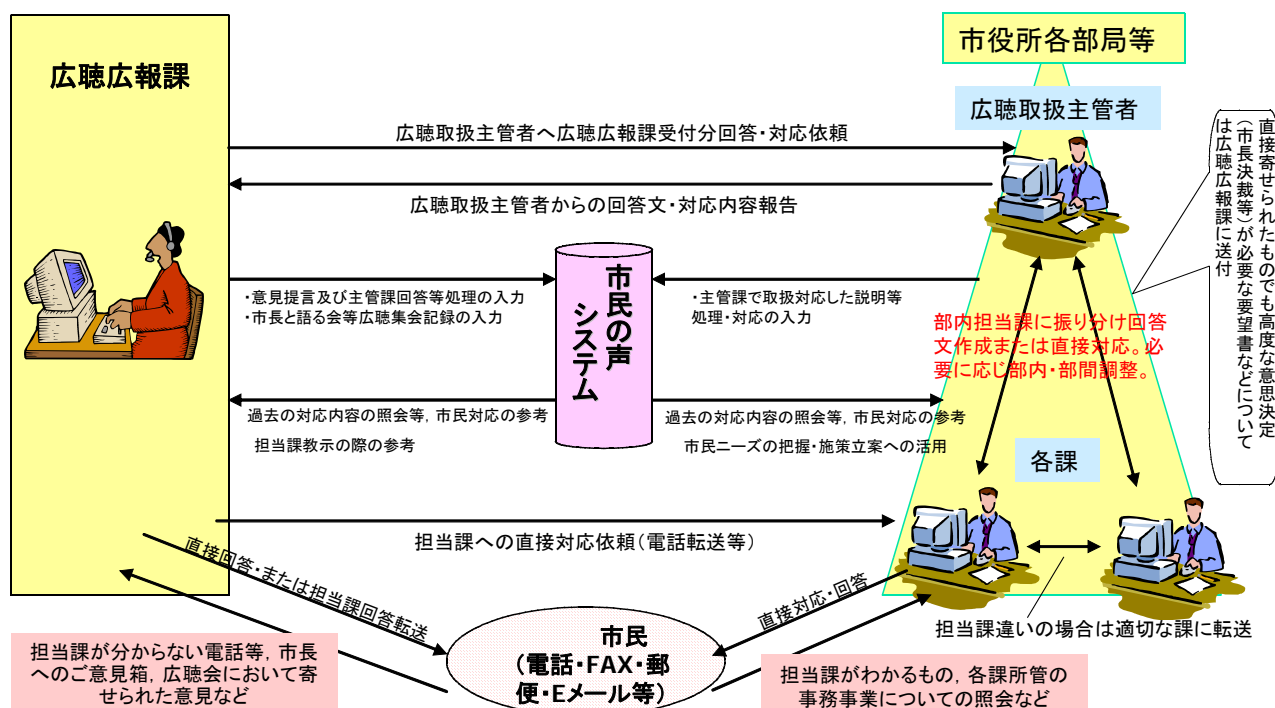 広聴広報課
市役所各部局等
広聴取扱主管者
広聴取扱主管者へ広聴広報課受付分回答・対応依頼
広聴取扱主管者からの回答文・対応内容報告
直接寄せられたものでも高度な意思決定
（市長決裁等）が必要な要望書などについて
は広聴広報課に送付
市民の声
システム
・意見提言及び主管課回答等処理の入力
・市長と語る会等広聴集会記録の入力
・主管課で取扱対応した説明等
処理・対応の入力
部内担当課に振り分け回答
文作成または直接対応。必
要に応じ部内・部間調整。
過去の対応内容の照会等，市民対応の参考
担当課教示の際の参考
過去の対応内容の照会等，市民対応の参考
市民ニーズの把握・施策立案への活用
各課
担当課への直接対応依頼（電話転送等）
直接回答・または担当課回答転送
直接対応・回答
担当課違いの場合は適切な課に転送
市民
（電話・FAX・郵
便・Eメール等）
担当課が分からない電話等，市長
へのご意見箱，広聴会において寄
せられた意見など
担当課がわかるもの，各課所管の
事務事業についての照会など